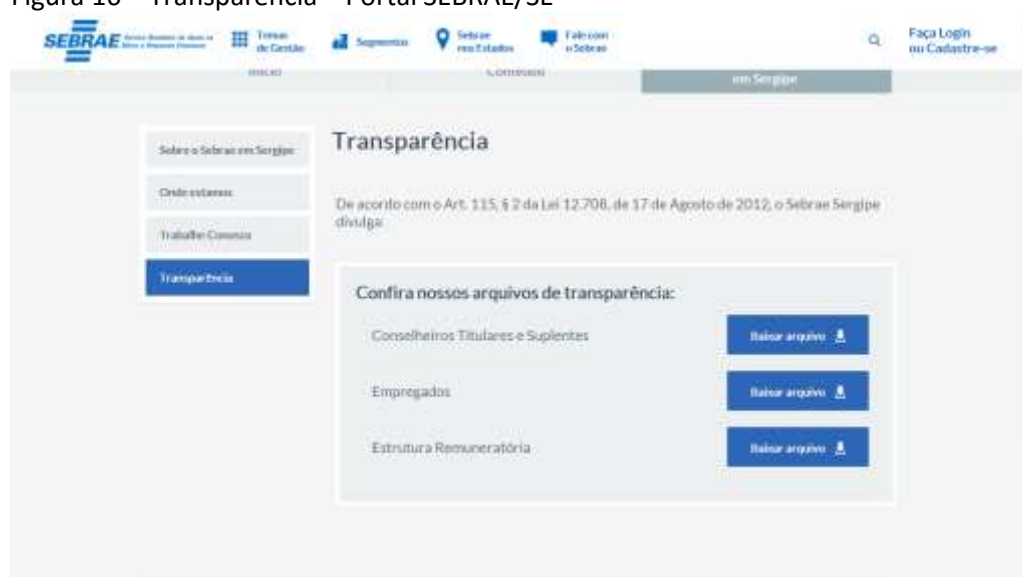 Figura 16 – Transparência – Portal SEBRAE/SE
SEBRAE
Temas
de Gestão
Segmentos
Sebrae
nos Estados
Fale com
o Sebrae
Faça Login
ou Cadastre-se
Início
Conteúdo
em Sergipe
Sobre o Sebrae em Sergipe
Onde estamos
Trabalhe Conosco
Transparência
Transparência
De acordo com o Art. 115, § 2 da Lei 12.708, de 17 de Agosto de 2012, o Sebrae Sergipe
divulga:
Confira nossos arquivos de transparência:
Conselheiros Titulares e Suplentes
Baixar arquivo
Empregados
Baixar arquivo
Estrutura Remuneratória
Baixar arquivo